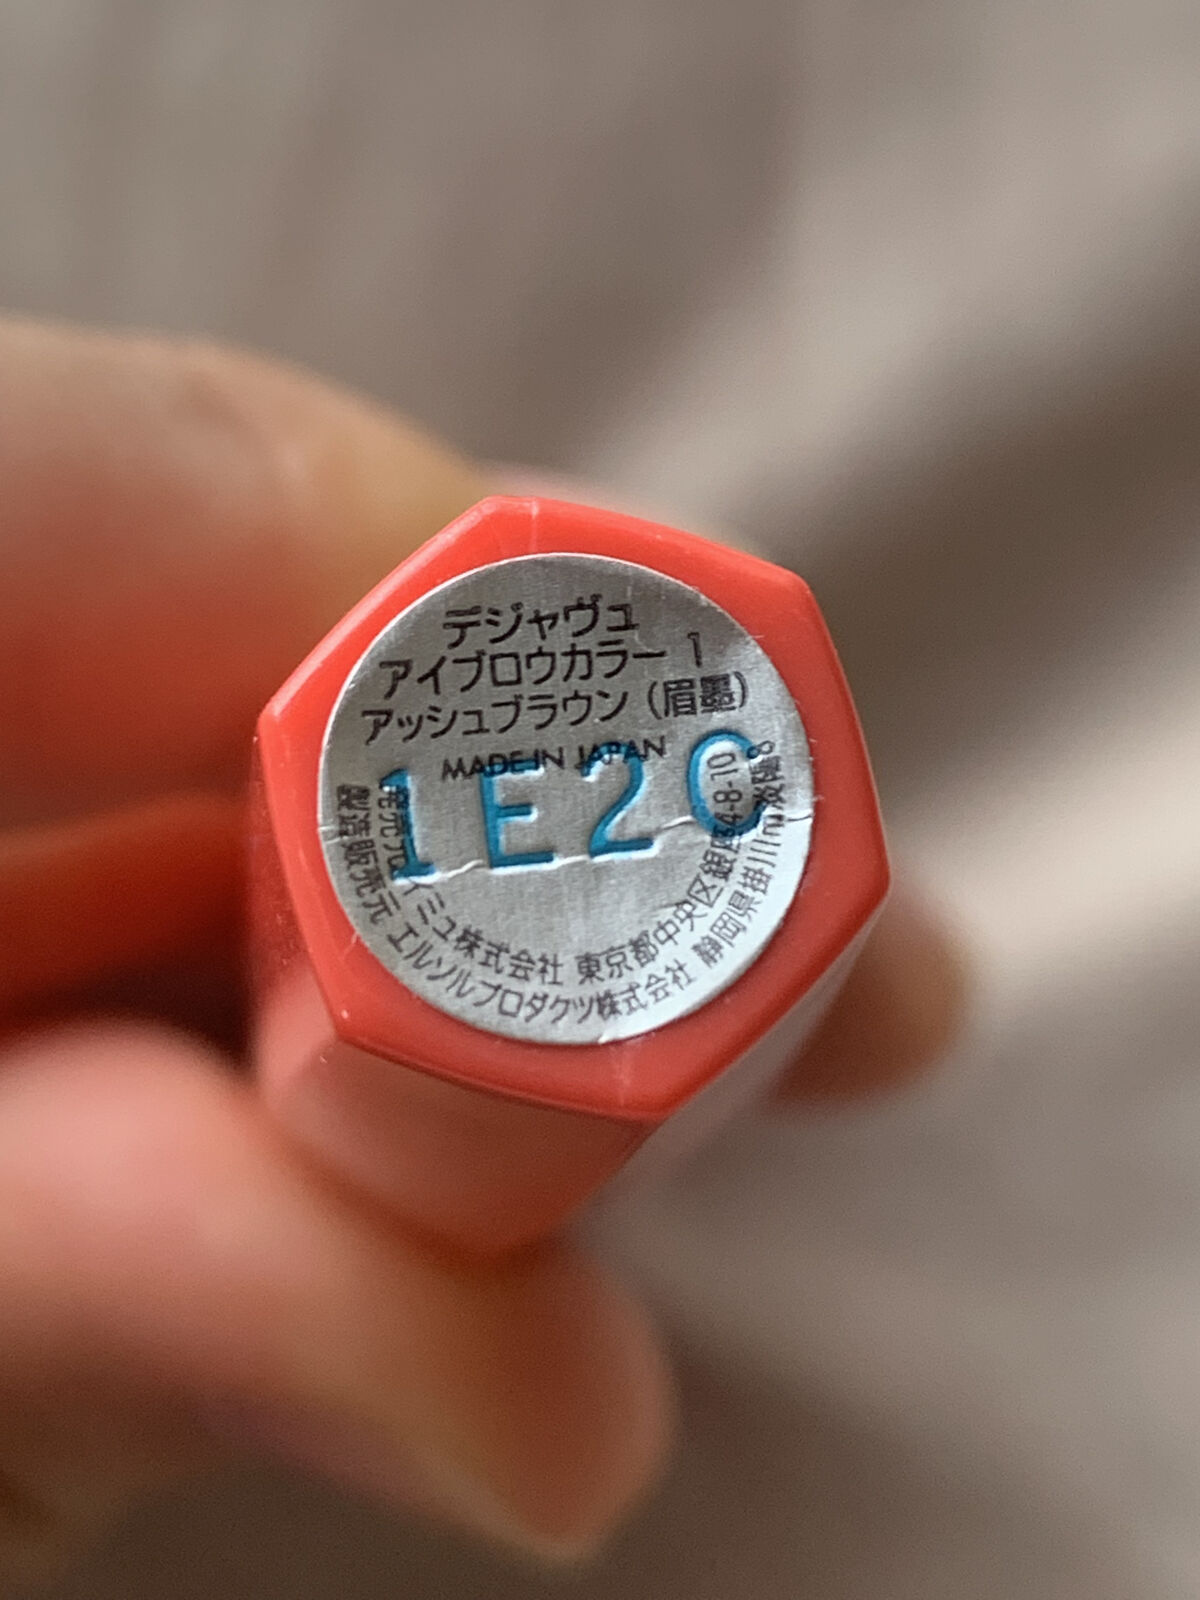 デジャヴュ
アイブロウカラー 1
アッシュブラウン (眉墨)
MADE IN JAPAN
1E2C
発売元 イミュ株式会社 東京都中央区銀座4-8-10
製造販売元 エルソルプロダクツ株式会社 静岡県掛川市淡陽8